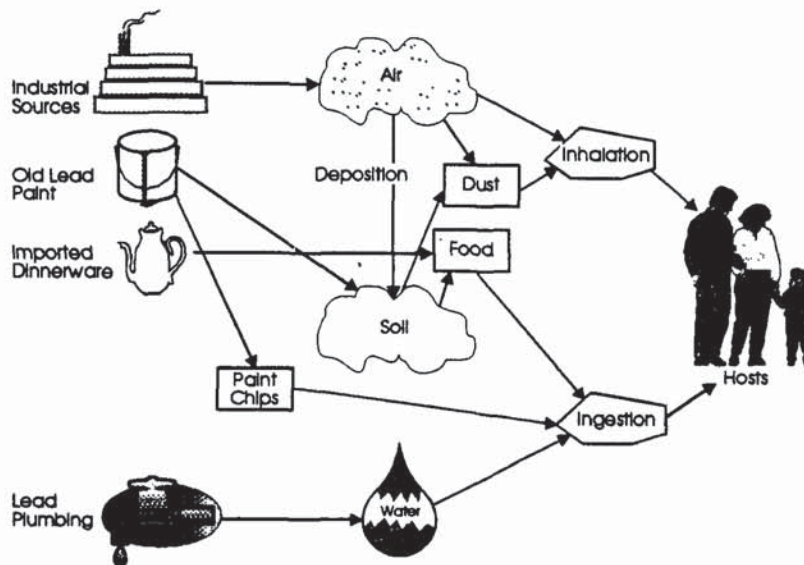 Industrial
Sources
Air
Old Lead
Paint
Deposition
Dust
Inhalation
Imported
Dinnerware
Food
Soil
Paint
Chips
Hosts
Ingestion
Lead
Plumbing
Water